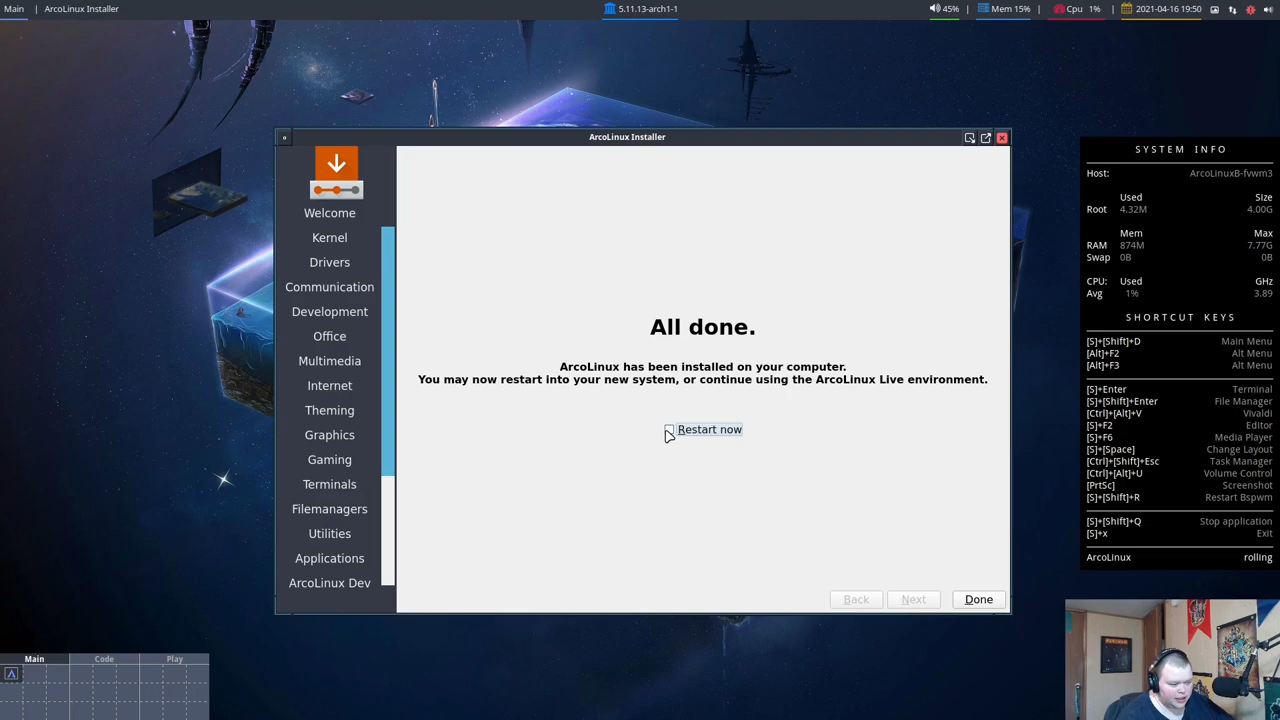 Main | ArcoLinux Installer
5.11.13-arch1-1
45% | Mem 15% | Cpu 1% | 2021-04-16 19:50
ArcoLinux Installer
Welcome
Kernel
Drivers
Communication
Development
Office
Multimedia
Internet
Theming
Graphics
Gaming
Terminals
Filemanagers
Utilities
Applications
ArcoLinux Dev
All done.
ArcoLinux has been installed on your computer.
You may now restart into your new system, or continue using the ArcoLinux Live environment.
Restart now
Back Next Done
SYSTEM INFO
Host: ArcoLinuxB-fvwm3
Used Size
Root 4.32M 4.00G
Mem Max
RAM 874M 7.77G
Swap 0B 0B
CPU: Used GHz
Avg 1% 3.89
SHORTCUT KEYS
[S]+[Shift]+D Main Menu
[Alt]+F2 Alt Menu
[Alt]+F3 Alt Menu
[S]+Enter Terminal
[S]+[Shift]+Enter File Manager
[Ctrl]+[Alt]+V Vivaldi
[S]+F2 Editor
[S]+F6 Media Player
[S]+[Space] Change Layout
[Ctrl]+[Shift]+Esc Task Manager
[Ctrl]+[Alt]+U Volume Control
[PrtSc] Screenshot
[S]+[Shift]+R Restart Bspwm
[S]+[Shift]+Q Stop application
[S]+x Exit
ArcoLinux rolling
Main Code Play